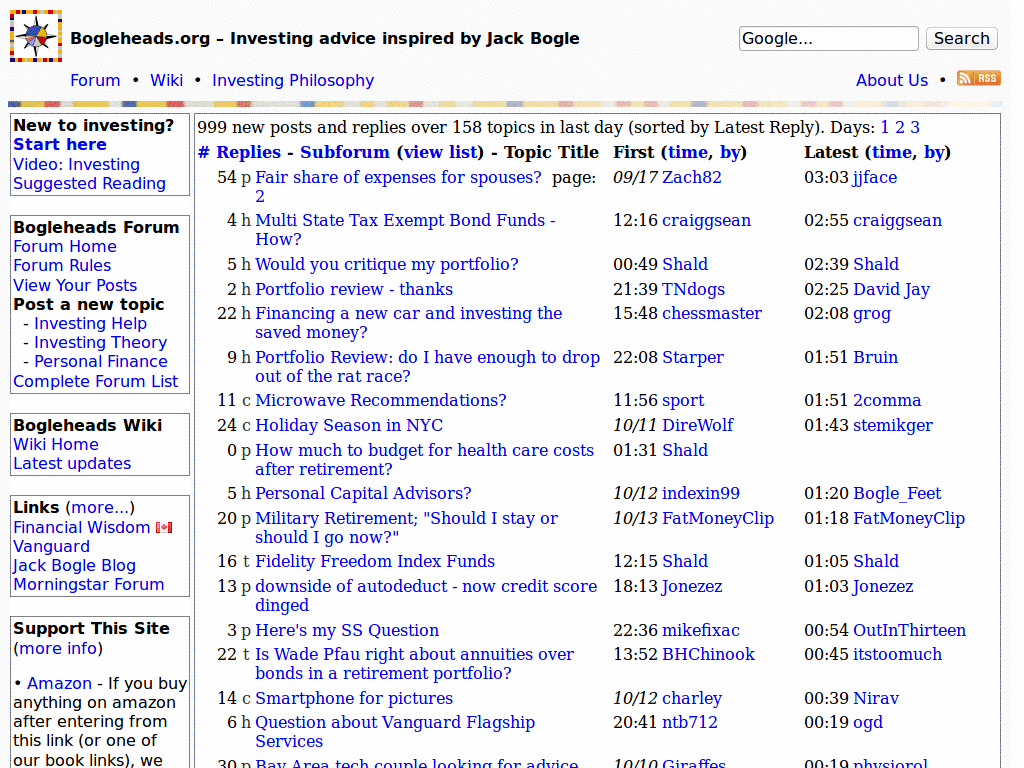 Bogleheads.org – Investing advice inspired by Jack Bogle
Google...
Search
Forum • Wiki • Investing Philosophy
About Us •
RSS
New to investing?
Start here
Video: Investing
Suggested Reading
Bogleheads Forum
Forum Home
Forum Rules
View Your Posts
Post a new topic
- Investing Help
- Investing Theory
- Personal Finance
Complete Forum List
Bogleheads Wiki
Wiki Home
Latest updates
Links (more...)
Financial Wisdom
Vanguard
Jack Bogle Blog
Morningstar Forum
Support This Site
(more info)
• Amazon - If you buy
anything on amazon
after entering from
this link (or one of
our book links), we
999 new posts and replies over 158 topics in last day (sorted by Latest Reply). Days: 1 2 3
# Replies - Subforum (view list) - Topic Title First (time, by) Latest (time, by)
54 p Fair share of expenses for spouses? page: 09/17 Zach82 03:03 jjface
2
4 h Multi State Tax Exempt Bond Funds - 12:16 craiggsean 02:55 craiggsean
How?
5 h Would you critique my portfolio? 00:49 Shald 02:39 Shald
2 h Portfolio review - thanks 21:39 TNdogs 02:25 David Jay
22 h Financing a new car and investing the 15:48 chessmaster 02:08 grog
saved money?
9 h Portfolio Review: do I have enough to drop 22:08 Starper 01:51 Bruin
out of the rat race?
11 c Microwave Recommendations? 11:56 sport 01:51 2comma
24 c Holiday Season in NYC 10/11 DireWolf 01:43 stemikger
0 p How much to budget for health care costs 01:31 Shald
after retirement?
5 h Personal Capital Advisors? 10/12 indexin99 01:20 Bogle_Feet
20 p Military Retirement; "Should I stay or 10/13 FatMoneyClip 01:18 FatMoneyClip
should I go now?"
16 t Fidelity Freedom Index Funds 12:15 Shald 01:05 Shald
13 p downside of autodeduct - now credit score 18:13 Jonezez 01:03 Jonezez
dinged
3 p Here's my SS Question 22:36 mikefixac 00:54 OutInThirteen
22 t Is Wade Pfau right about annuities over 13:52 BHChinook 00:45 itstoomuch
bonds in a retirement portfolio?
14 c Smartphone for pictures 10/12 charley 00:39 Nirav
6 h Question about Vanguard Flagship 20:41 ntb712 00:19 ogd
Services
30 p Bay Area tech couple looking for advice 10/10 Giraffes 00:19 physiorol